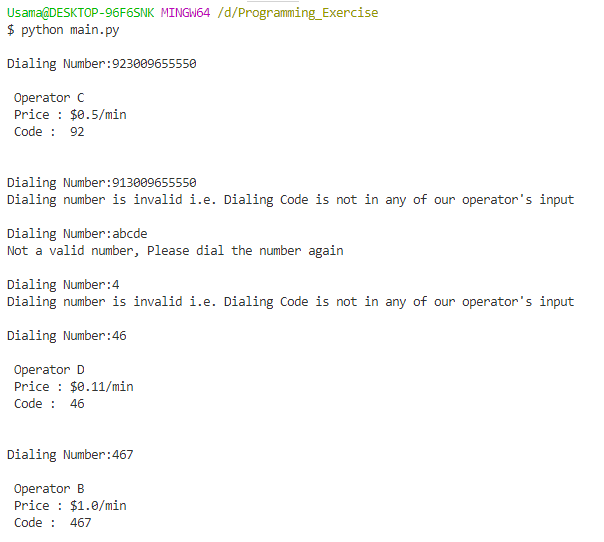 Usama@DESKTOP-96F6SNK MINGW64 /d/Programming_Exercise
$ python main.py
Dialing Number:923009655550
Operator C
Price : $0.5/min
Code :  92
Dialing Number:913009655550
Dialing number is invalid i.e. Dialing Code is not in any of our operator's input
Dialing Number:abcde
Not a valid number, Please dial the number again
Dialing Number:4
Dialing number is invalid i.e. Dialing Code is not in any of our operator's input
Dialing Number:46
Operator D
Price : $0.11/min
Code :  46
Dialing Number:467
Operator B
Price : $1.0/min
Code :  467